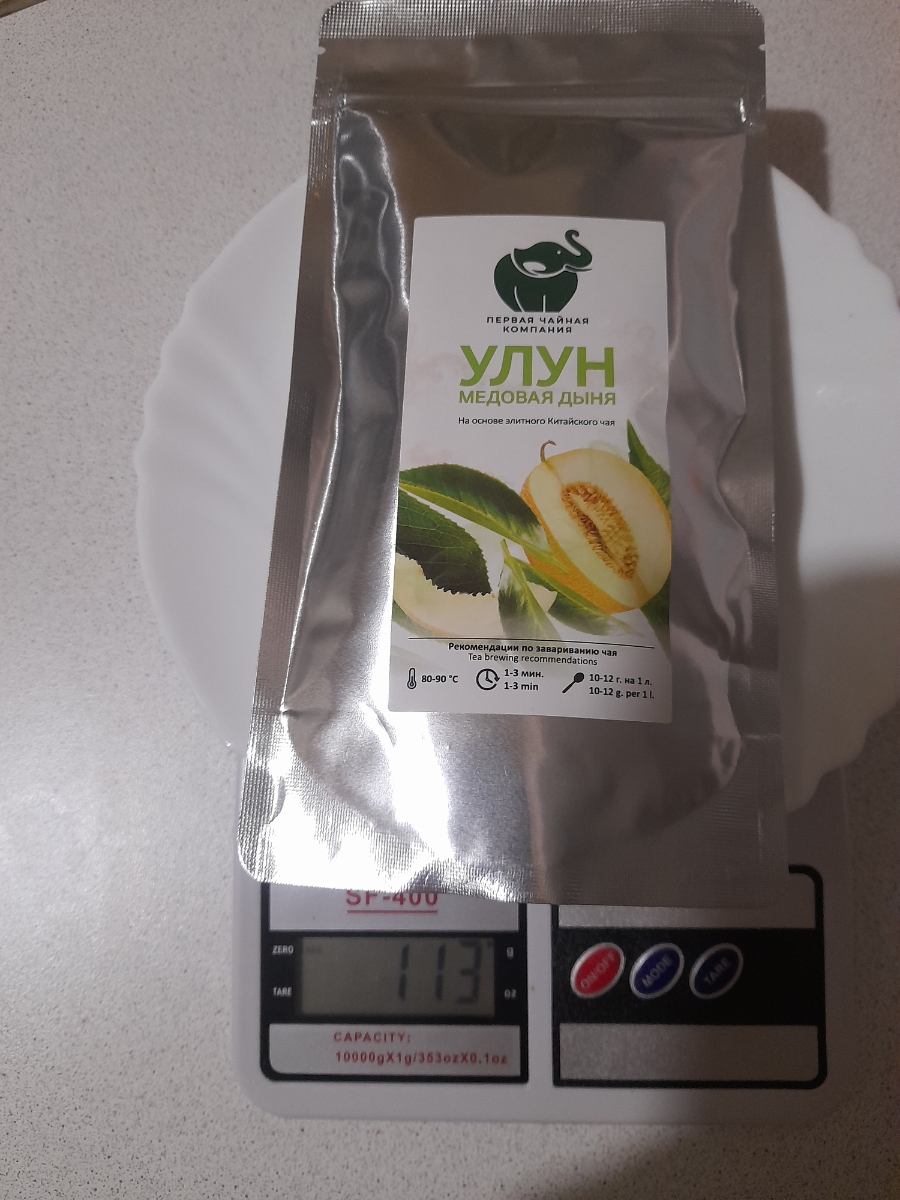 ПЕРВАЯ ЧАЙНАЯ
КОМПАНИЯ
УЛУН
МЕДОВАЯ ДЫНЯ
На основе элитного Китайского чая
Рекомендации по завариванию чая
Tea brewing recommendations
80-90 °C
1-3 мин.
1-3 min
10-12 г. на 1 л.
10-12 g. per 1 l.
SF-400
ZERO
TARE
113
g
oz
ON/OFF
MODE
TARE
CAPACITY:
10000gX1g/353ozX0.1oz